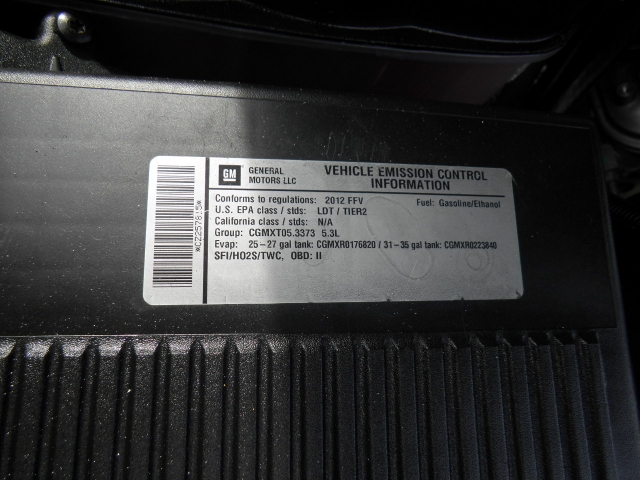 GM GENERAL MOTORS LLC
VEHICLE EMISSION CONTROL INFORMATION
Conforms to regulations: 2012 FFV Fuel: Gasoline/Ethanol
U.S. EPA class / stds: LDT / TIER2
California class / stds: N/A
Group: CGMXT05.3373 5.3L
Evap: 25-27 gal tank: CGMXR0176820 / 31-35 gal tank: CGMXR0223840
SFI/HO2S/TWC, OBD: II
*02257815*